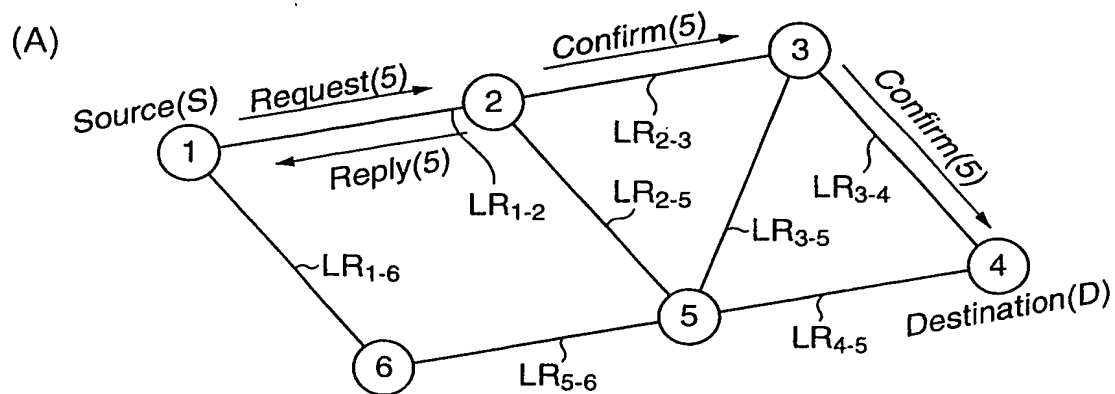 (A)
Source(S)
Request(5)
Confirm(5)
Confirm(5)
Reply(5)
1
2
3
4
5
6
LR1-2
LR2-3
LR2-5
LR3-4
LR3-5
LR1-6
LR4-5
LR5-6
Destination(D)